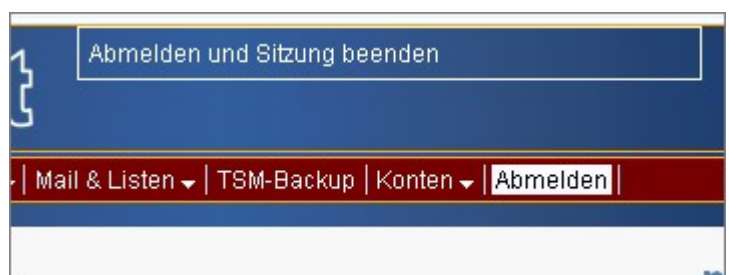 Abmelden und Sitzung beenden
| Mail & Listen | TSM-Backup | Konten | Abmelden |